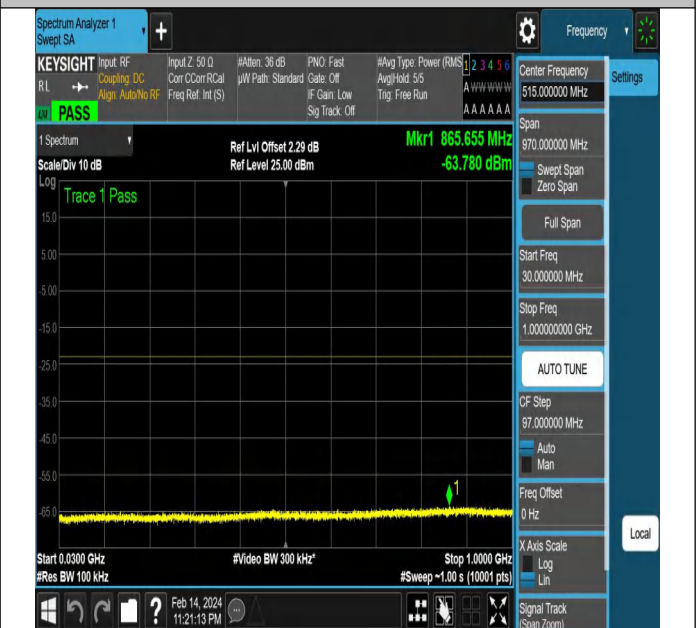 Spectrum Analyzer 1
Swept SA
+
Frequency
KEYSIGHT
RL
PASS
Input: RF
Coupling: DC
Align: Auto/No RF
Input Z: 50 Ω
Corr CCorr RCal
Freq Ref: Int (S)
#Atten: 36 dB
µW Path: Standard
PNO: Fast
Gate: Off
IF Gain: Low
Sig Track: Off
#Avg Type: Power (RMS
Avg|Hold: 5/5
Trig: Free Run
1 2 3 4 5 6
A W W W W W
A A A A A A
1 Spectrum
Scale/Div 10 dB
Ref Lvl Offset 2.29 dB
Ref Level 25.00 dBm
Mkr1 865.655 MHz
-63.780 dBm
Log
Trace 1 Pass
15.0
5.00
-5.00
-15.0
-25.0
-35.0
-45.0
-55.0
-65.0
1
Start 0.0300 GHz
#Res BW 100 kHz
#Video BW 300 kHz*
Stop 1.0000 GHz
#Sweep ~1.00 s (10001 pts)
?
Feb 14, 2024
11:21:13 PM
Center Frequency
515.000000 MHz
Settings
Span
970.000000 MHz
Swept Span
Zero Span
Full Span
Start Freq
30.000000 MHz
Stop Freq
1.000000000 GHz
AUTO TUNE
CF Step
97.000000 MHz
Auto
Man
Freq Offset
0 Hz
Local
X Axis Scale
Log
Lin
Signal Track
(Span Zoom)